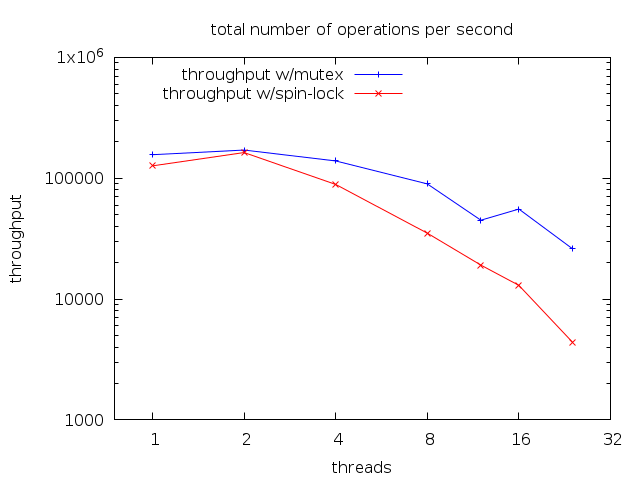 total number of operations per second
1x10^6
throughput w/mutex
throughput w/spin-lock
100000
throughput
10000
1000
1 2 4 8 16 32
threads